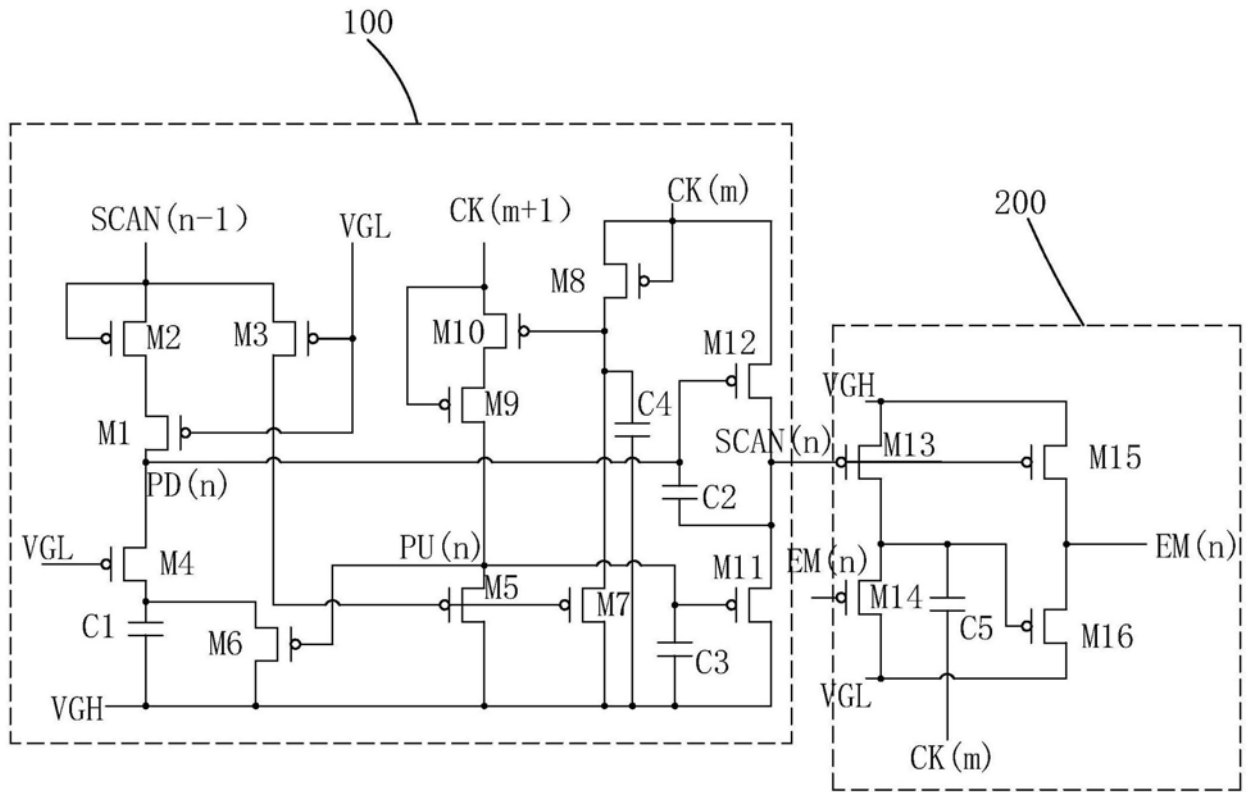 100
CK(m)
200
SCAN(n-1)
VGL
CK(m+1)
M8
M2
M3
M10
M12
VGH
M1
M9
C4
SCAN(n)
M13
M15
PD(n)
C2
VGL
M4
PU(n)
M5
M7
M11
EM(n)
EM(n)
C1
M6
M14
C5
M16
C3
VGH
VGL
CK(m)